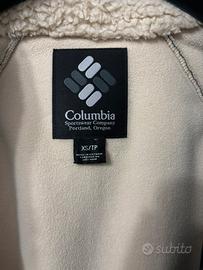 Columbia
Sportswear Company
Portland, Oregon
XS/TP
subito